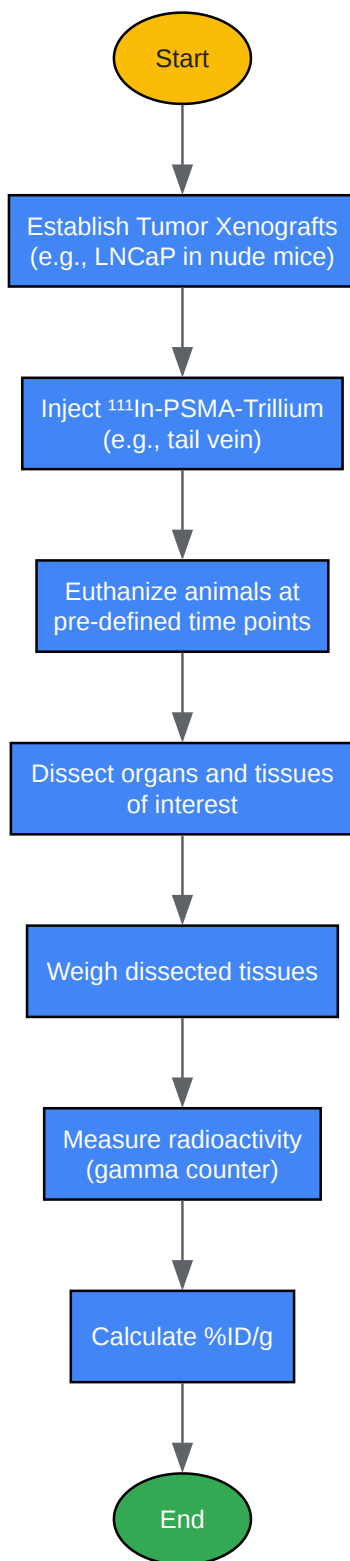 Start
Establish Tumor Xenografts
(e.g., LNCaP in nude mice)
Inject ¹¹¹In-PSMA-Trillium
(e.g., tail vein)
Euthanize animals at
pre-defined time points
Dissect organs and tissues
of interest
Weigh dissected tissues
Measure radioactivity
(gamma counter)
Calculate %ID/g
End